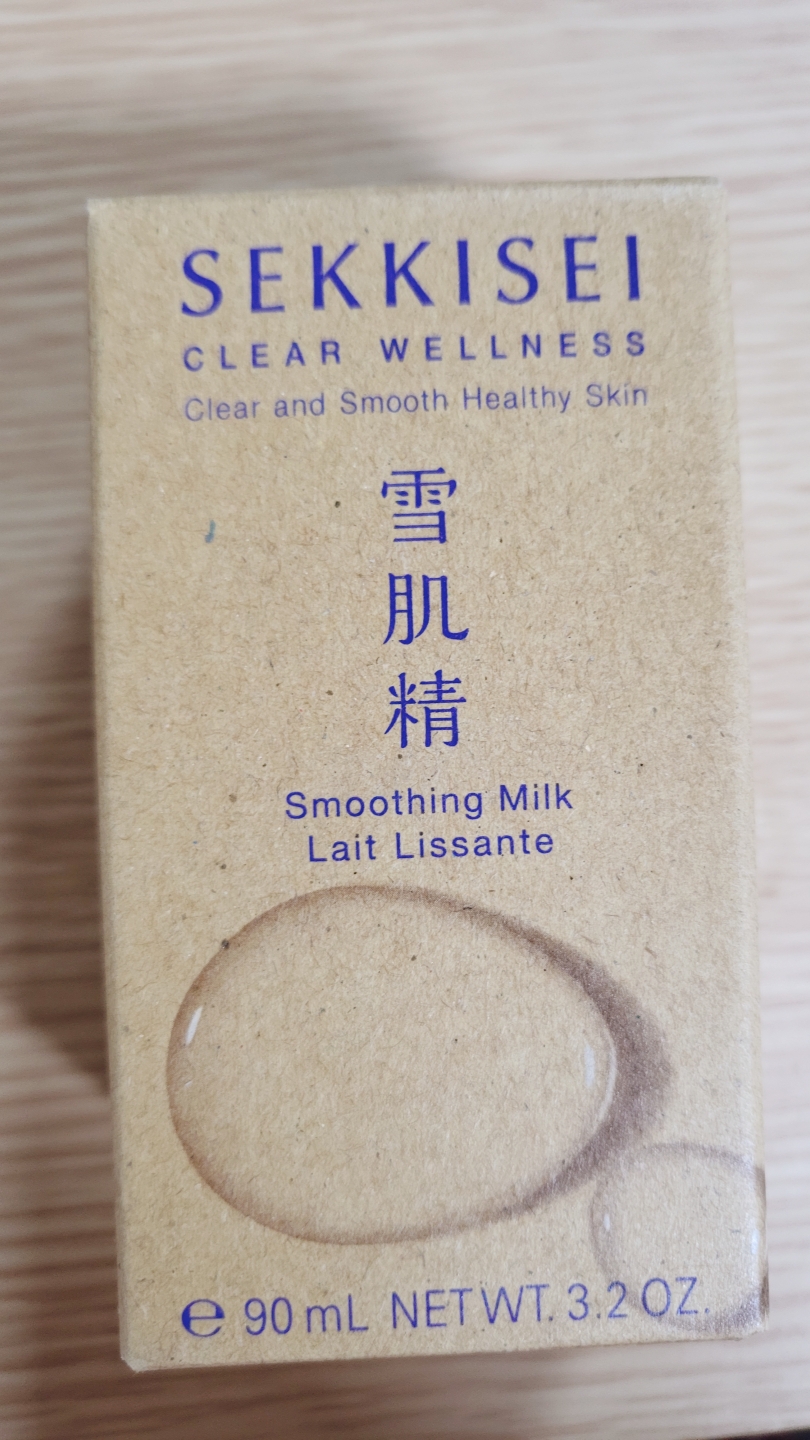 SEKKISEI
CLEAR WELLNESS
Clear and Smooth Healthy Skin
雪肌精
Smoothing Milk
Lait Lissante
℮ 90 mL NET WT. 3.2 OZ.